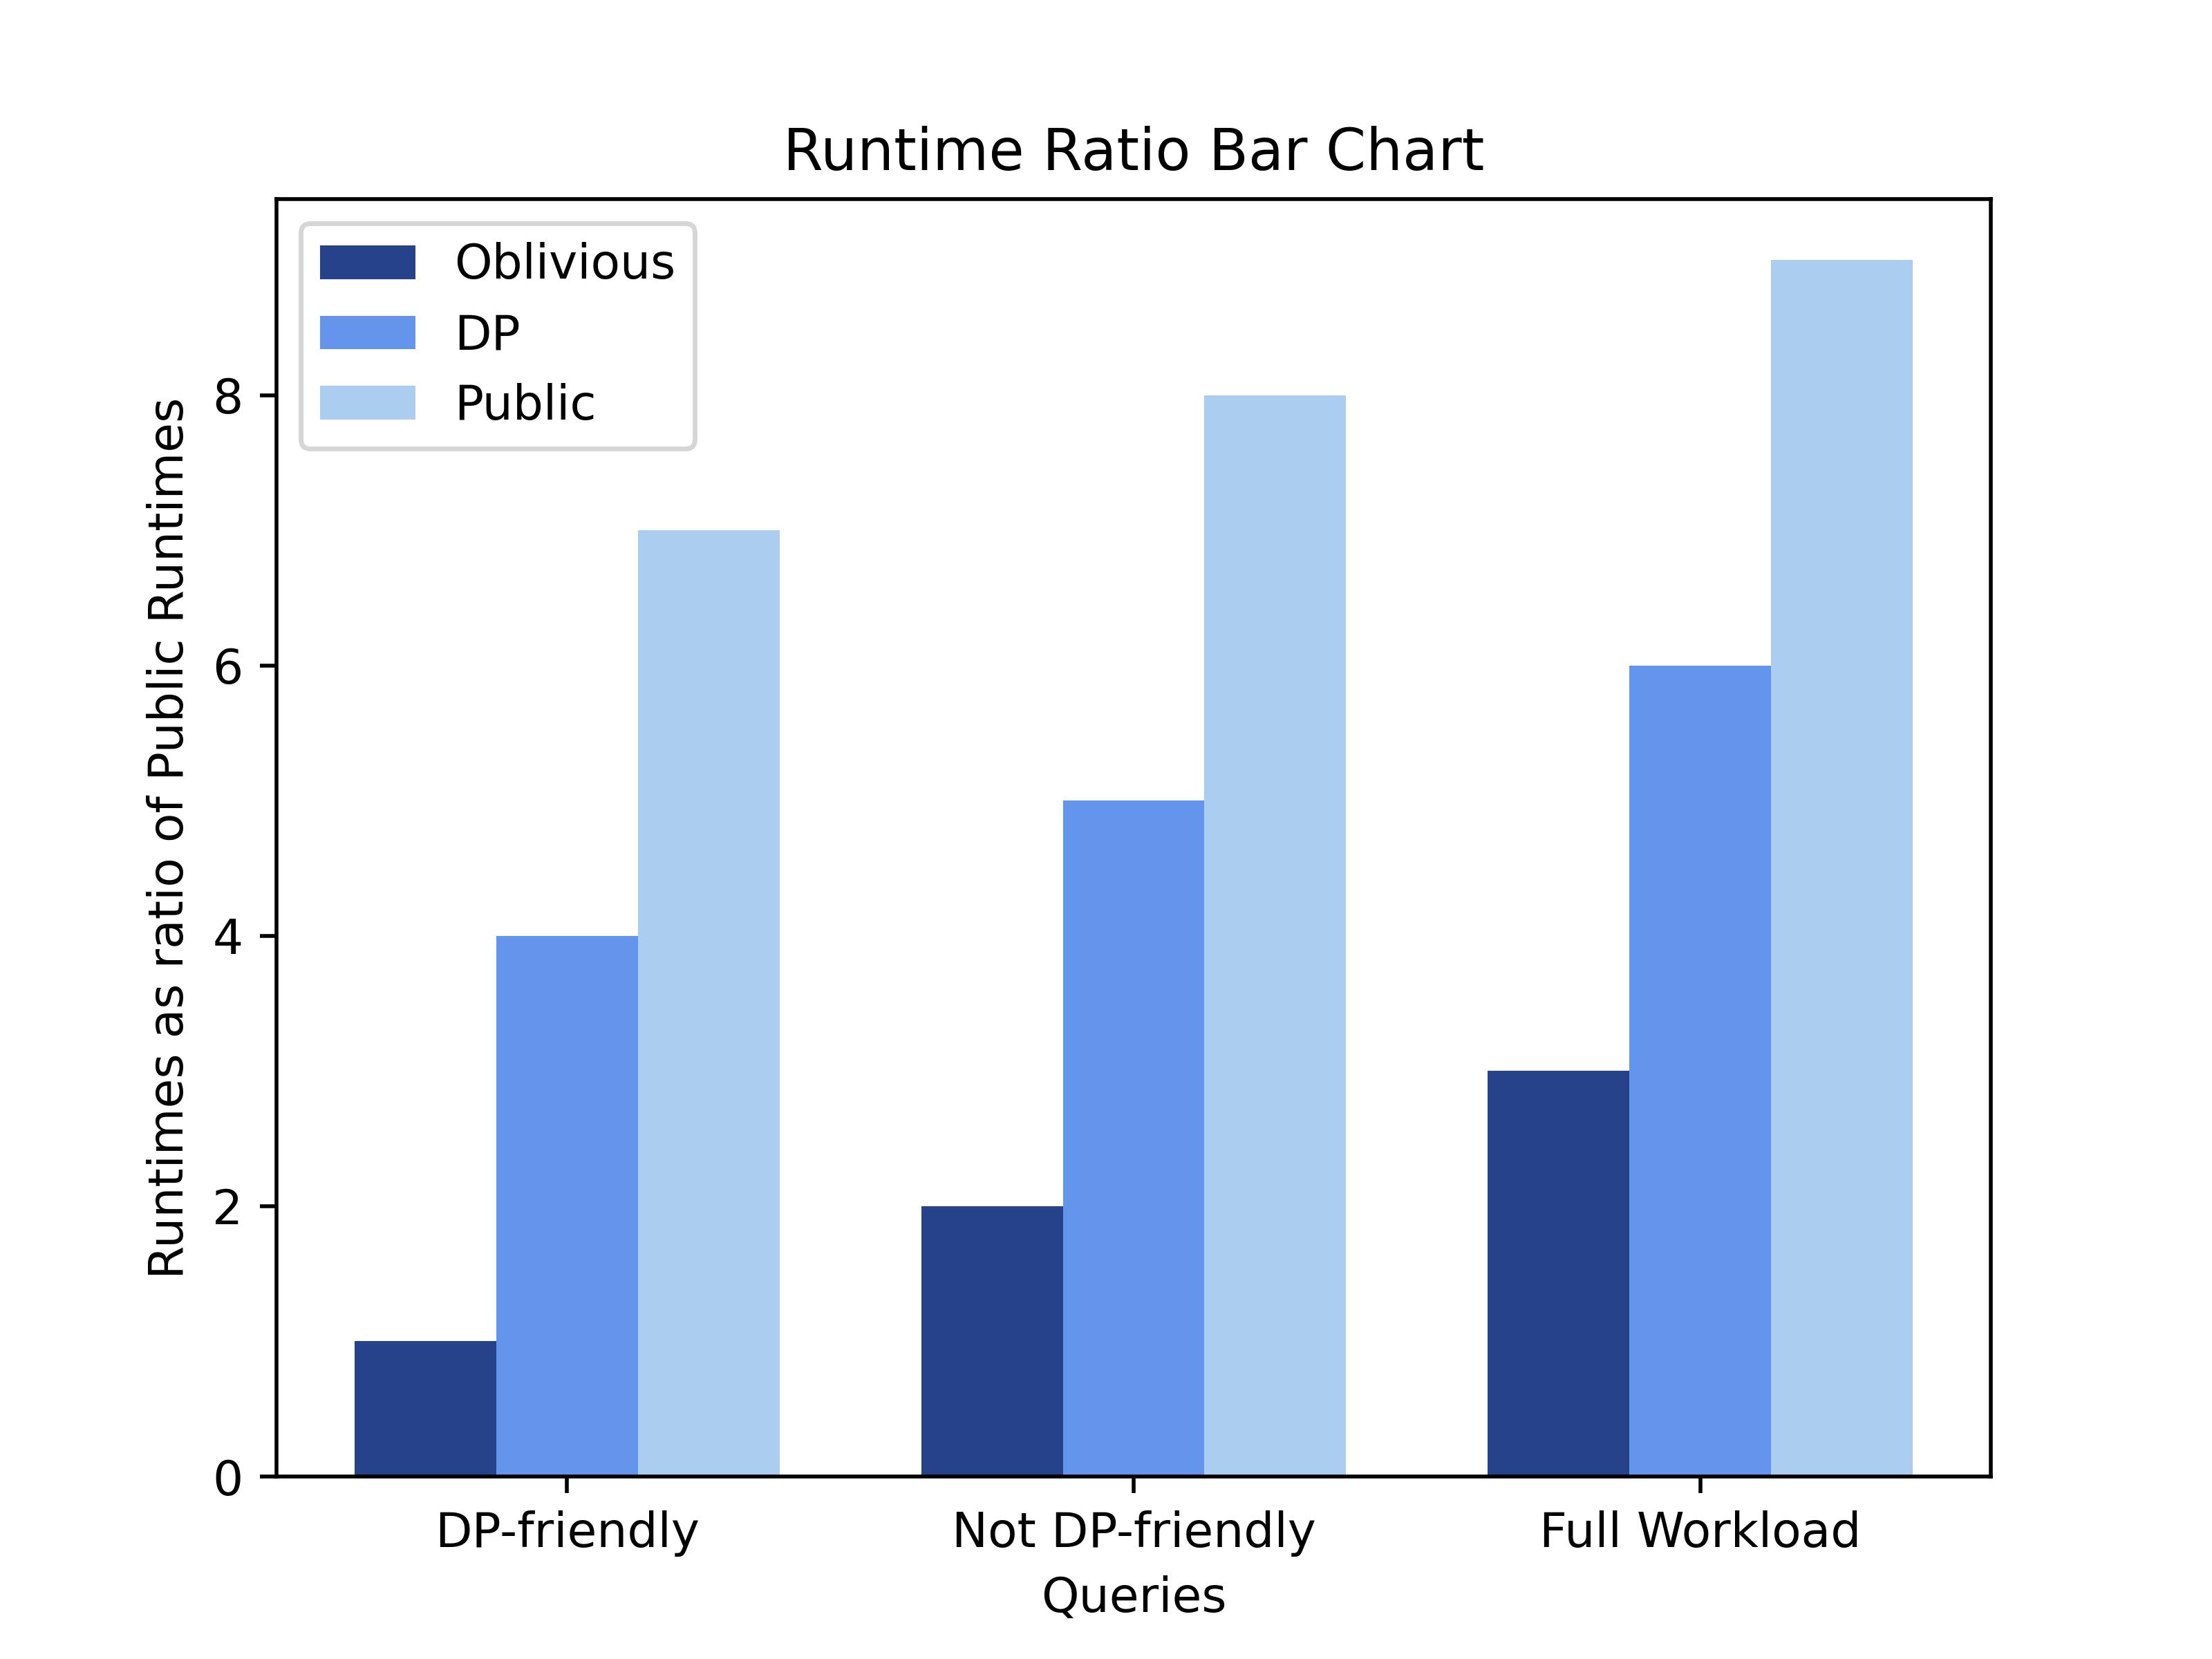 Runtime Ratio Bar Chart
Oblivious
DP
Public
Runtimes as ratio of Public Runtimes
8
6
4
2
0
DP-friendly
Not DP-friendly
Full Workload
Queries